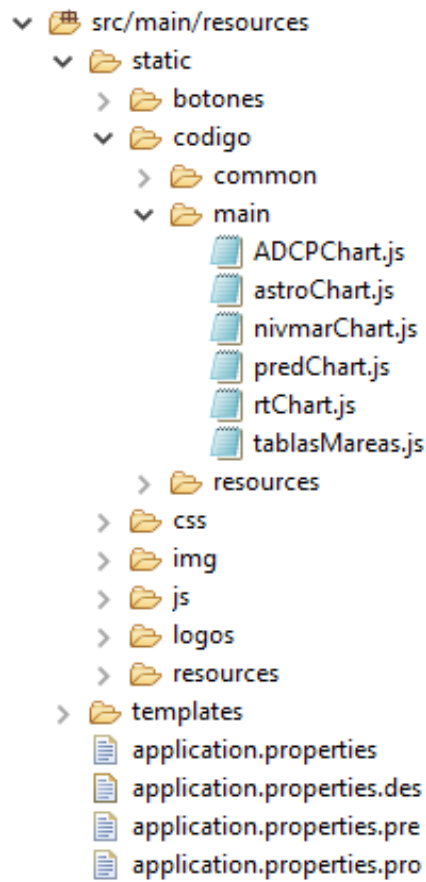 src/main/resources
static
botones
codigo
common
main
ADCPChart.js
astroChart.js
nivmarChart.js
predChart.js
rtChart.js
tablasMareas.js
resources
css
img
js
logos
resources
templates
application.properties
application.properties.des
application.properties.pre
application.properties.pro